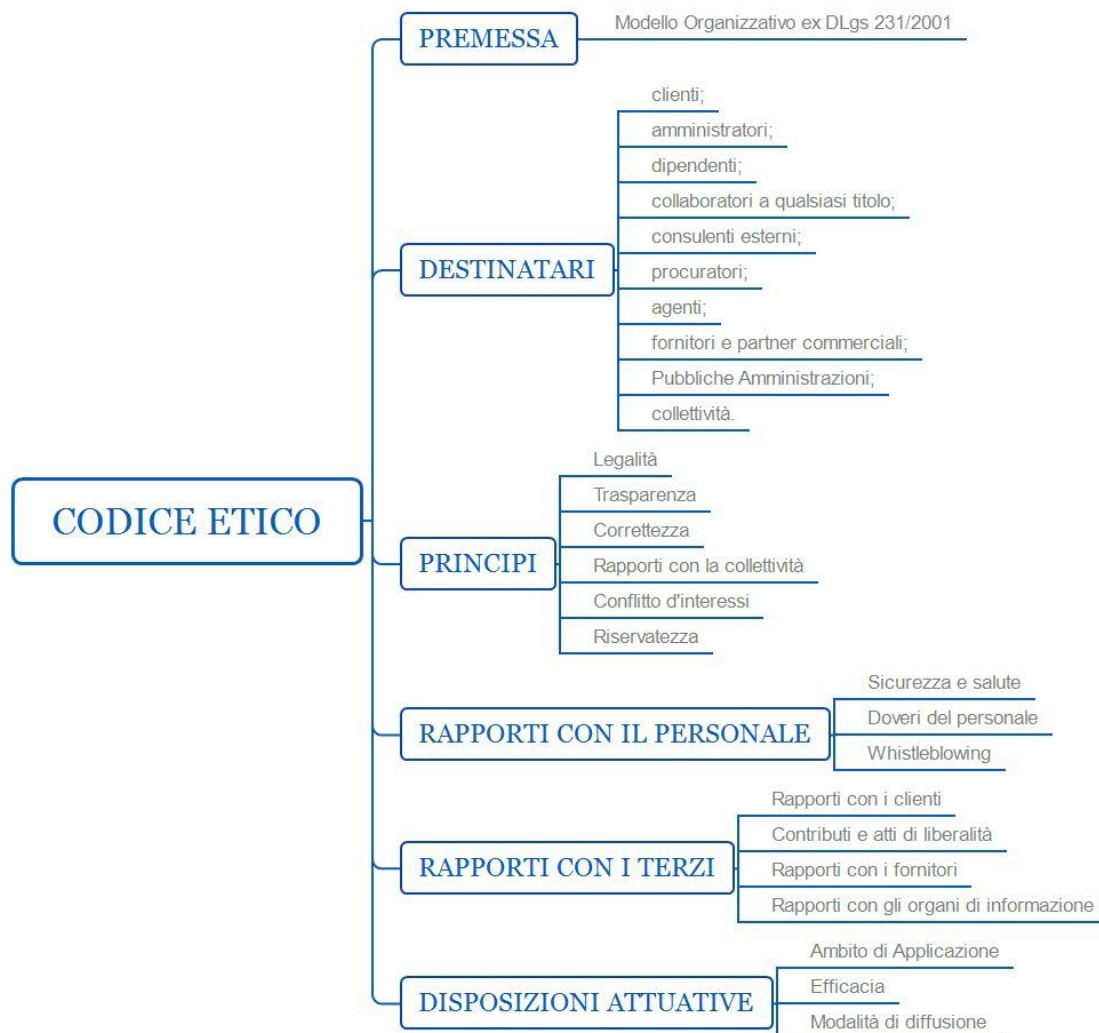 CODICE ETICO
PREMESSA
Modello Organizzativo ex DLgs 231/2001
DESTINATARI
clienti;
amministratori;
dipendenti;
collaboratori a qualsiasi titolo;
consulenti esterni;
procuratori;
agenti;
fornitori e partner commerciali;
Pubbliche Amministrazioni;
collettività.
PRINCIPI
Legalità
Trasparenza
Correttezza
Rapporti con la collettività
Conflitto d'interessi
Riservatezza
RAPPORTI CON IL PERSONALE
Sicurezza e salute
Doveri del personale
Whistleblowing
RAPPORTI CON I TERZI
Rapporti con i clienti
Contributi e atti di liberalità
Rapporti con i fornitori
Rapporti con gli organi di informazione
DISPOSIZIONI ATTUATIVE
Ambito di Applicazione
Efficacia
Modalità di diffusione